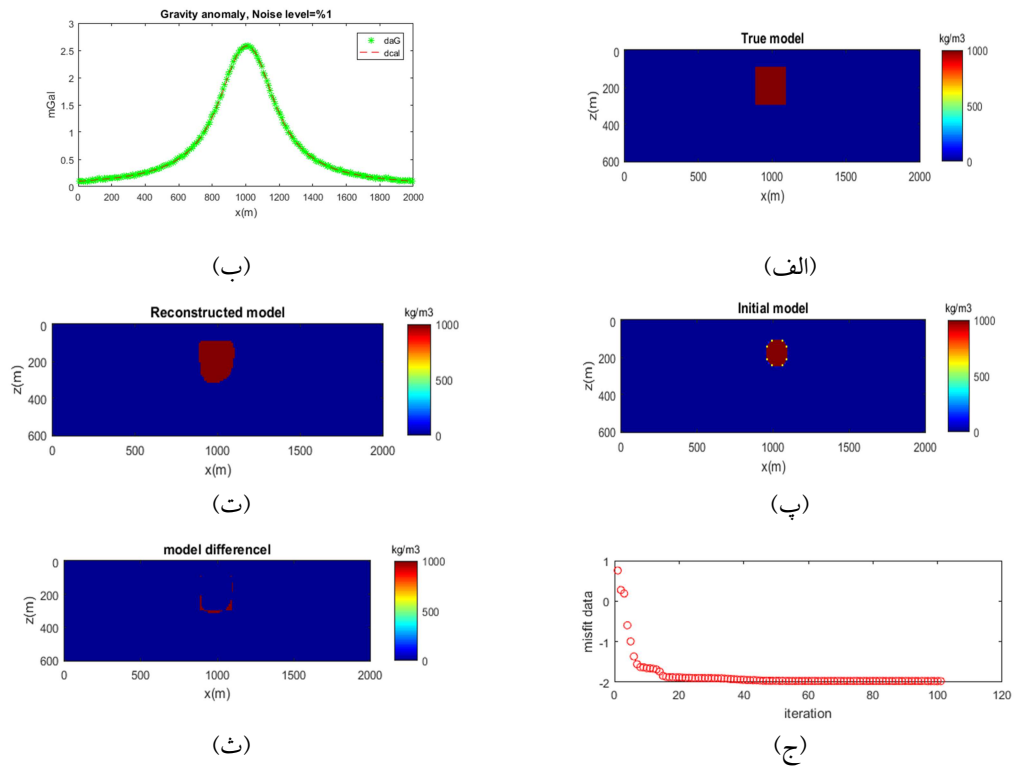 Gravity anomaly, Noise level=%1
daG
dcal
mGal
3
2.5
2
1.5
1
0.5
0
0 200 400 600 800 1000 1200 1400 1600 1800 2000
x(m)
(ب)
True model
kg/m3
z(m)
0
200
400
600
0 500 1000 1500 2000
x(m)
1000
500
0
(الف)
Reconstructed model
kg/m3
z(m)
0
200
400
600
0 500 1000 1500 2000
x(m)
1000
500
0
(ت)
Initial model
kg/m3
z(m)
0
200
400
600
0 500 1000 1500 2000
x(m)
1000
500
0
(پ)
model differencel
kg/m3
z(m)
0
200
400
600
0 500 1000 1500 2000
x(m)
1000
500
0
(ث)
misfit data
1
0
-1
-2
0 20 40 60 80 100 120
iteration
(ج)